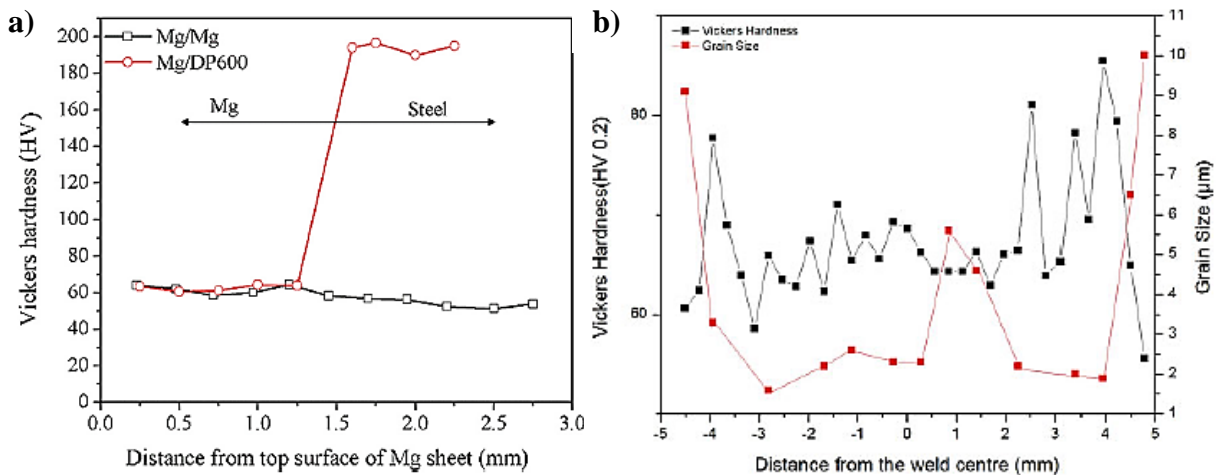 a)
Vickers hardness (HV)
200
180
160
140
120
100
80
60
40
20
0
Mg/Mg
Mg/DP600
Mg
Steel
0.0 0.5 1.0 1.5 2.0 2.5 3.0
Distance from top surface of Mg sheet (mm)
b)
Vickers Hardness(HV 0.2)
80
60
Vickers Hardness
Grain Size
11
10
9
8
7
6
5
4
3
2
1
Grain Size (μm)
-5 -4 -3 -2 -1 0 1 2 3 4 5
Distance from the weld centre (mm)